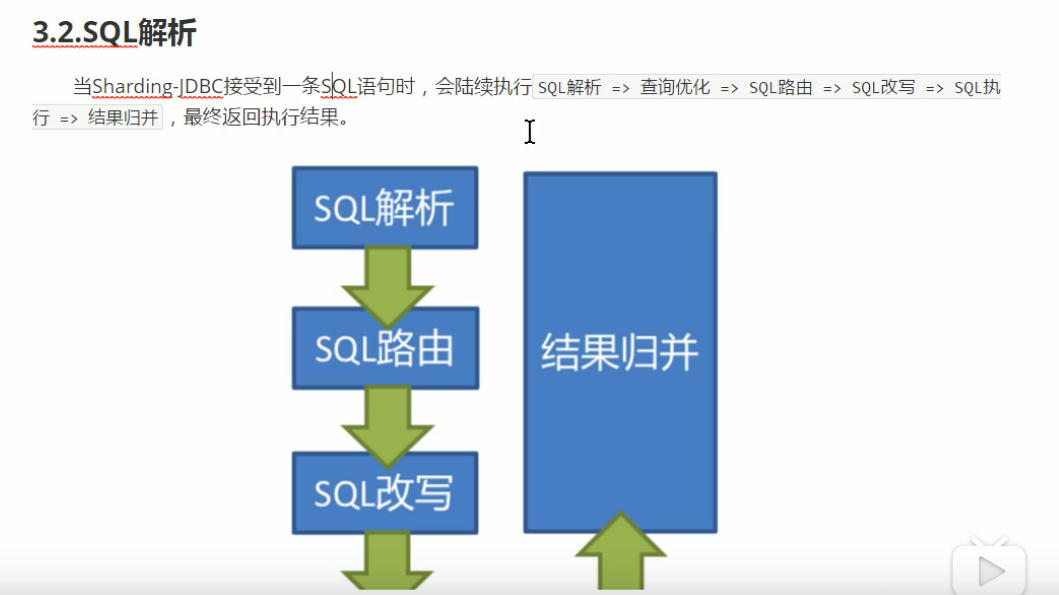 3.2.SQL解析
当Sharding-JDBC接受到一条SQL语句时，会陆续执行 SQL解析 => 查询优化 => SQL路由 => SQL改写 => SQL执
行 => 结果归并 ，最终返回执行结果。
SQL解析
SQL路由
结果归并
SQL改写